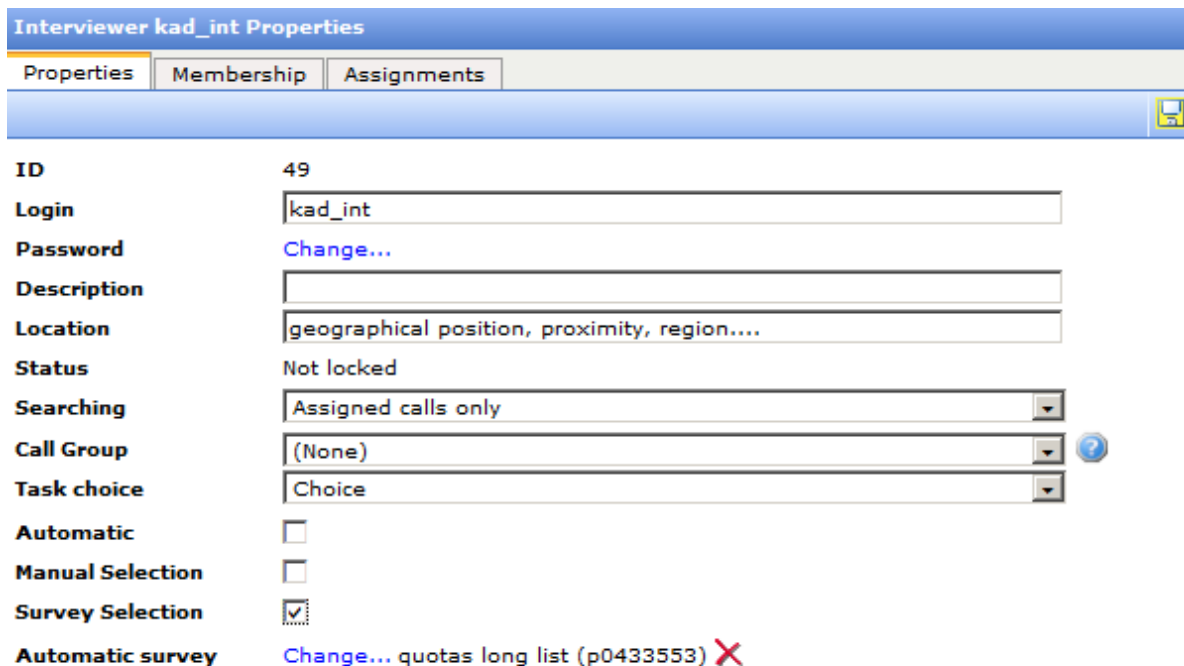 Interviewer kad_int Properties
Properties Membership Assignments
ID 49
Login kad_int
Password Change...
Description
Location geographical position, proximity, region....
Status Not locked
Searching Assigned calls only
Call Group (None)
Task choice Choice
Automatic
Manual Selection
Survey Selection
Automatic survey Change... quotas long list (p0433553)